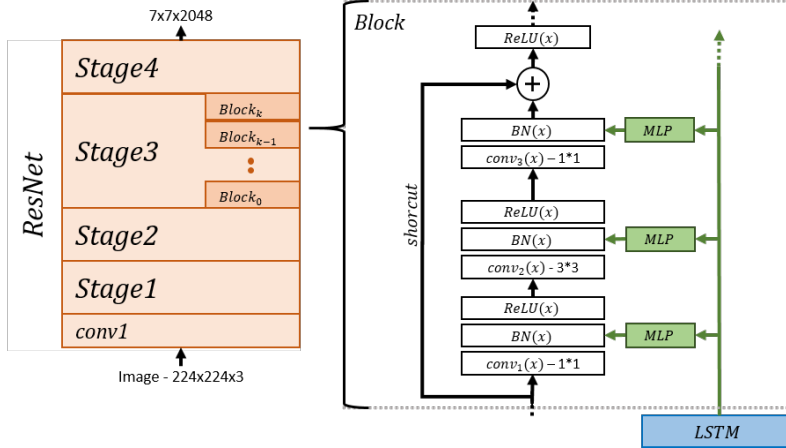 7x7x2048
ResNet
Stage4
Stage3
Block_k
Block_{k−1}
Block_0
Stage2
Stage1
conv1
Image - 224x224x3
Block
ReLU(x)
+
BN(x)
MLP
conv_3(x) − 1*1
ReLU(x)
BN(x)
MLP
conv_2(x) - 3*3
ReLU(x)
BN(x)
MLP
conv_1(x) − 1*1
shorcut
LSTM